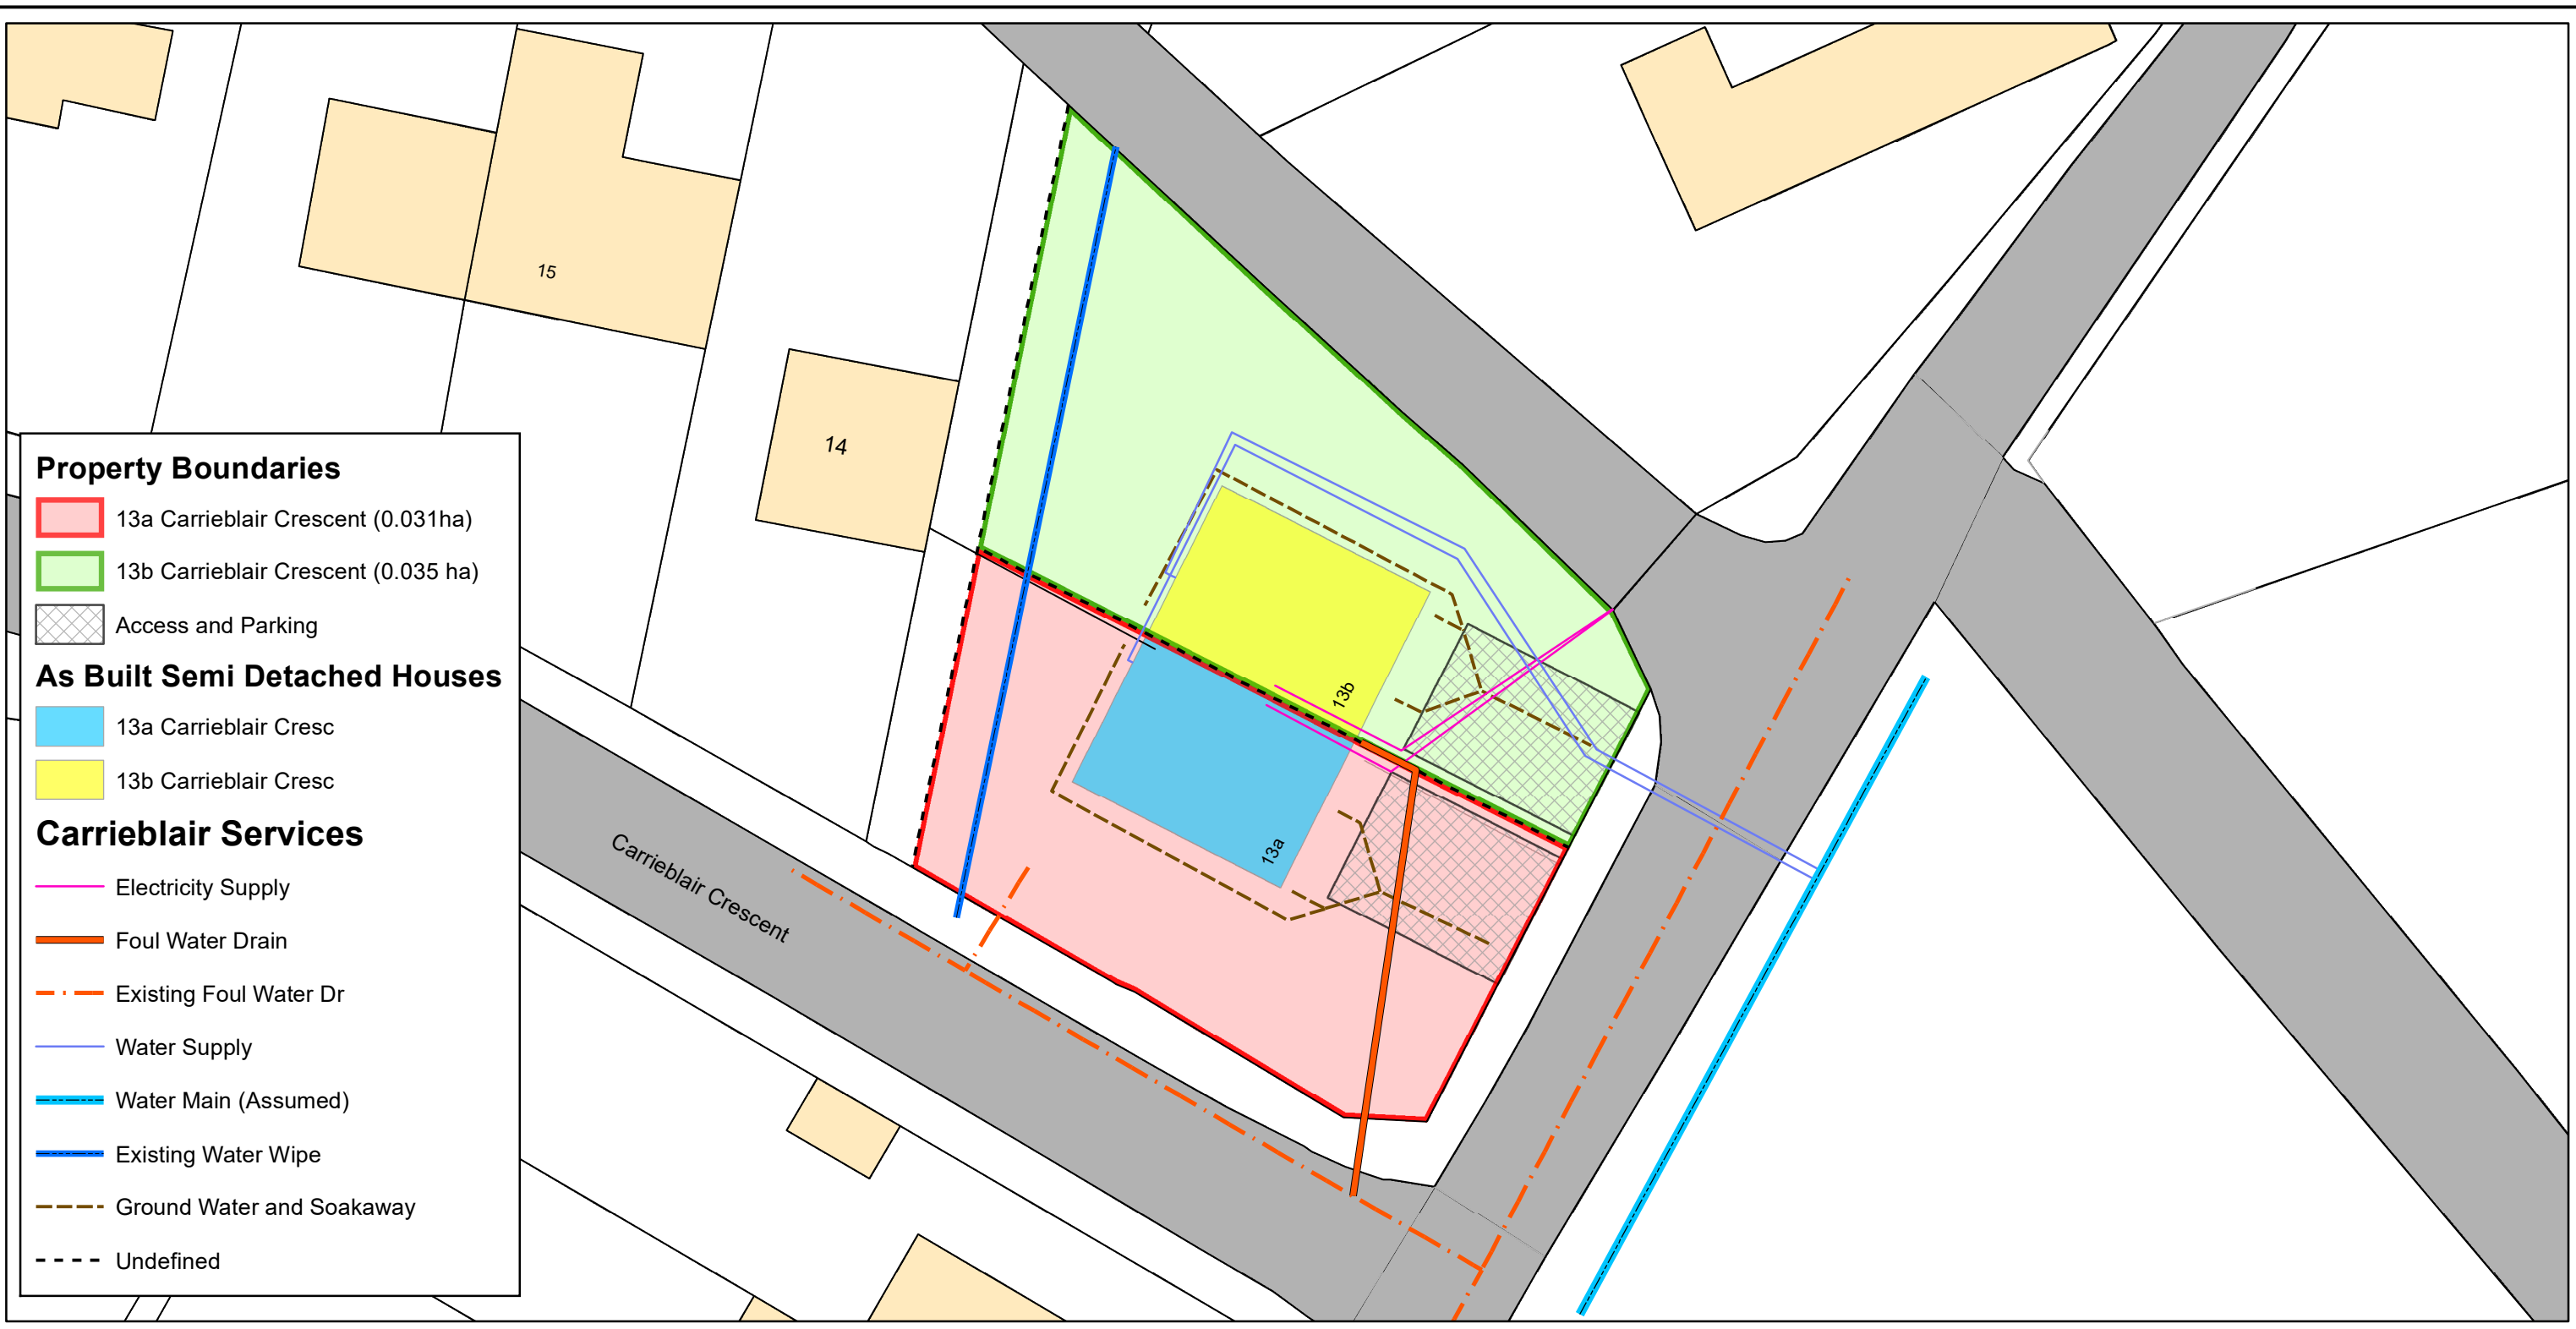 15
14
13b
13a
Carrieblair Crescent
Property Boundaries
13a Carrieblair Crescent (0.031ha)
13b Carrieblair Crescent (0.035 ha)
Access and Parking
As Built Semi Detached Houses
13a Carrieblair Cresc
13b Carrieblair Cresc
Carrieblair Services
Electricity Supply
Foul Water Drain
Existing Foul Water Dr
Water Supply
Water Main (Assumed)
Existing Water Wipe
Ground Water and Soakaway
Undefined